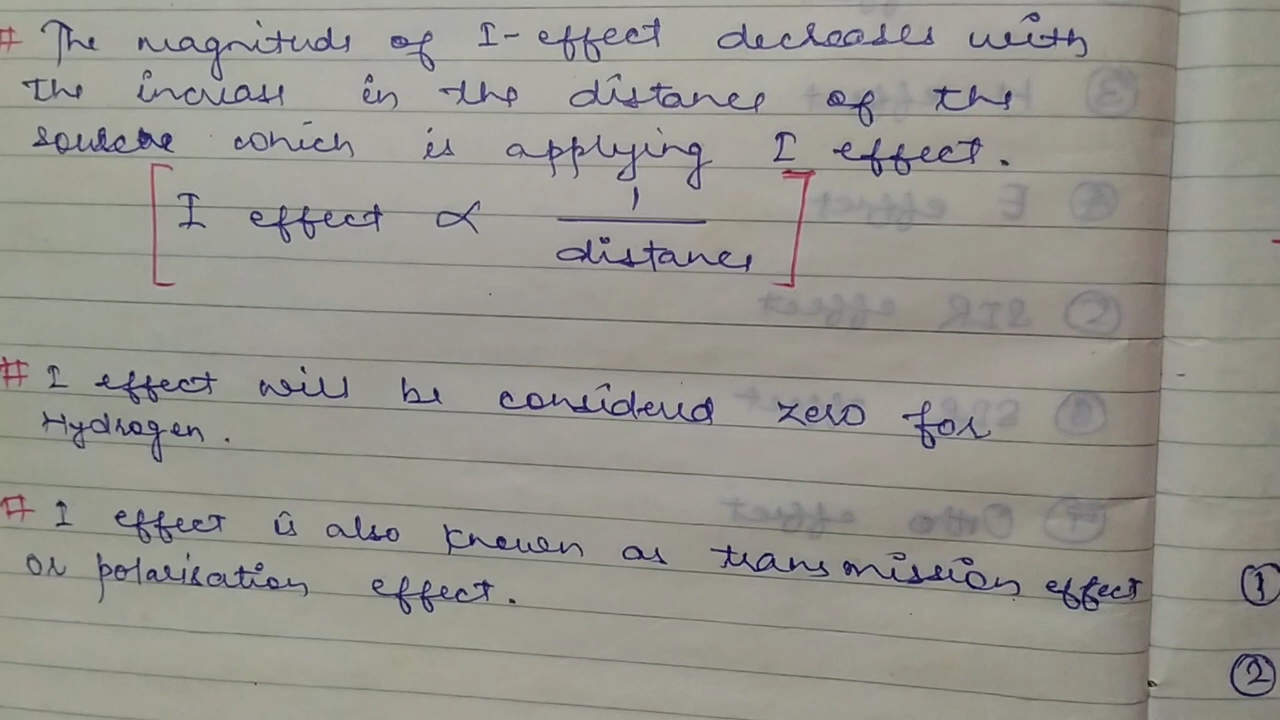 # The magnitude of I-effect decreases with
the increase in the distance of the
source which is applying I effect.
[ I effect ∝ 1 / distance ]
# I effect will be considered zero for
Hydrogen.
# I effect is also known as transmission effect
or polarisation effect.
①
②